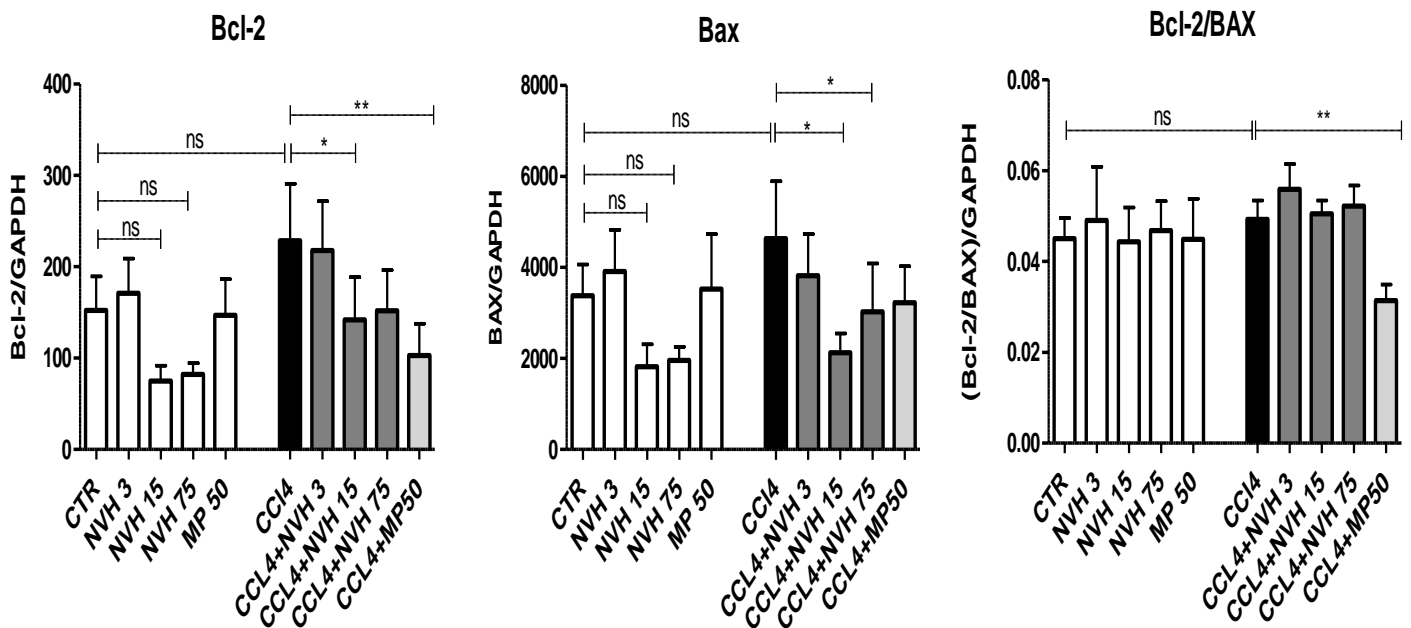 Bcl-2
Bcl-2/GAPDH
400
300
200
100
0
ns
ns
ns
*
**
CTR
NVH 3
NVH 15
NVH 75
MP 50
CCl4
CCL4+NVH 3
CCL4+NVH 15
CCL4+NVH 75
CCL4+MP50
Bax
BAX/GAPDH
8000
6000
4000
2000
0
ns
ns
ns
*
*
CTR
NVH 3
NVH 15
NVH 75
MP 50
CCl4
CCL4+NVH 3
CCL4+NVH 15
CCL4+NVH 75
CCL4+MP50
Bcl-2/BAX
(Bcl-2/BAX)/GAPDH
0.08
0.06
0.04
0.02
0.00
ns
**
CTR
NVH 3
NVH 15
NVH 75
MP 50
CCl4
CCL4+NVH 3
CCL4+NVH 15
CCL4+NVH 75
CCL4+MP50